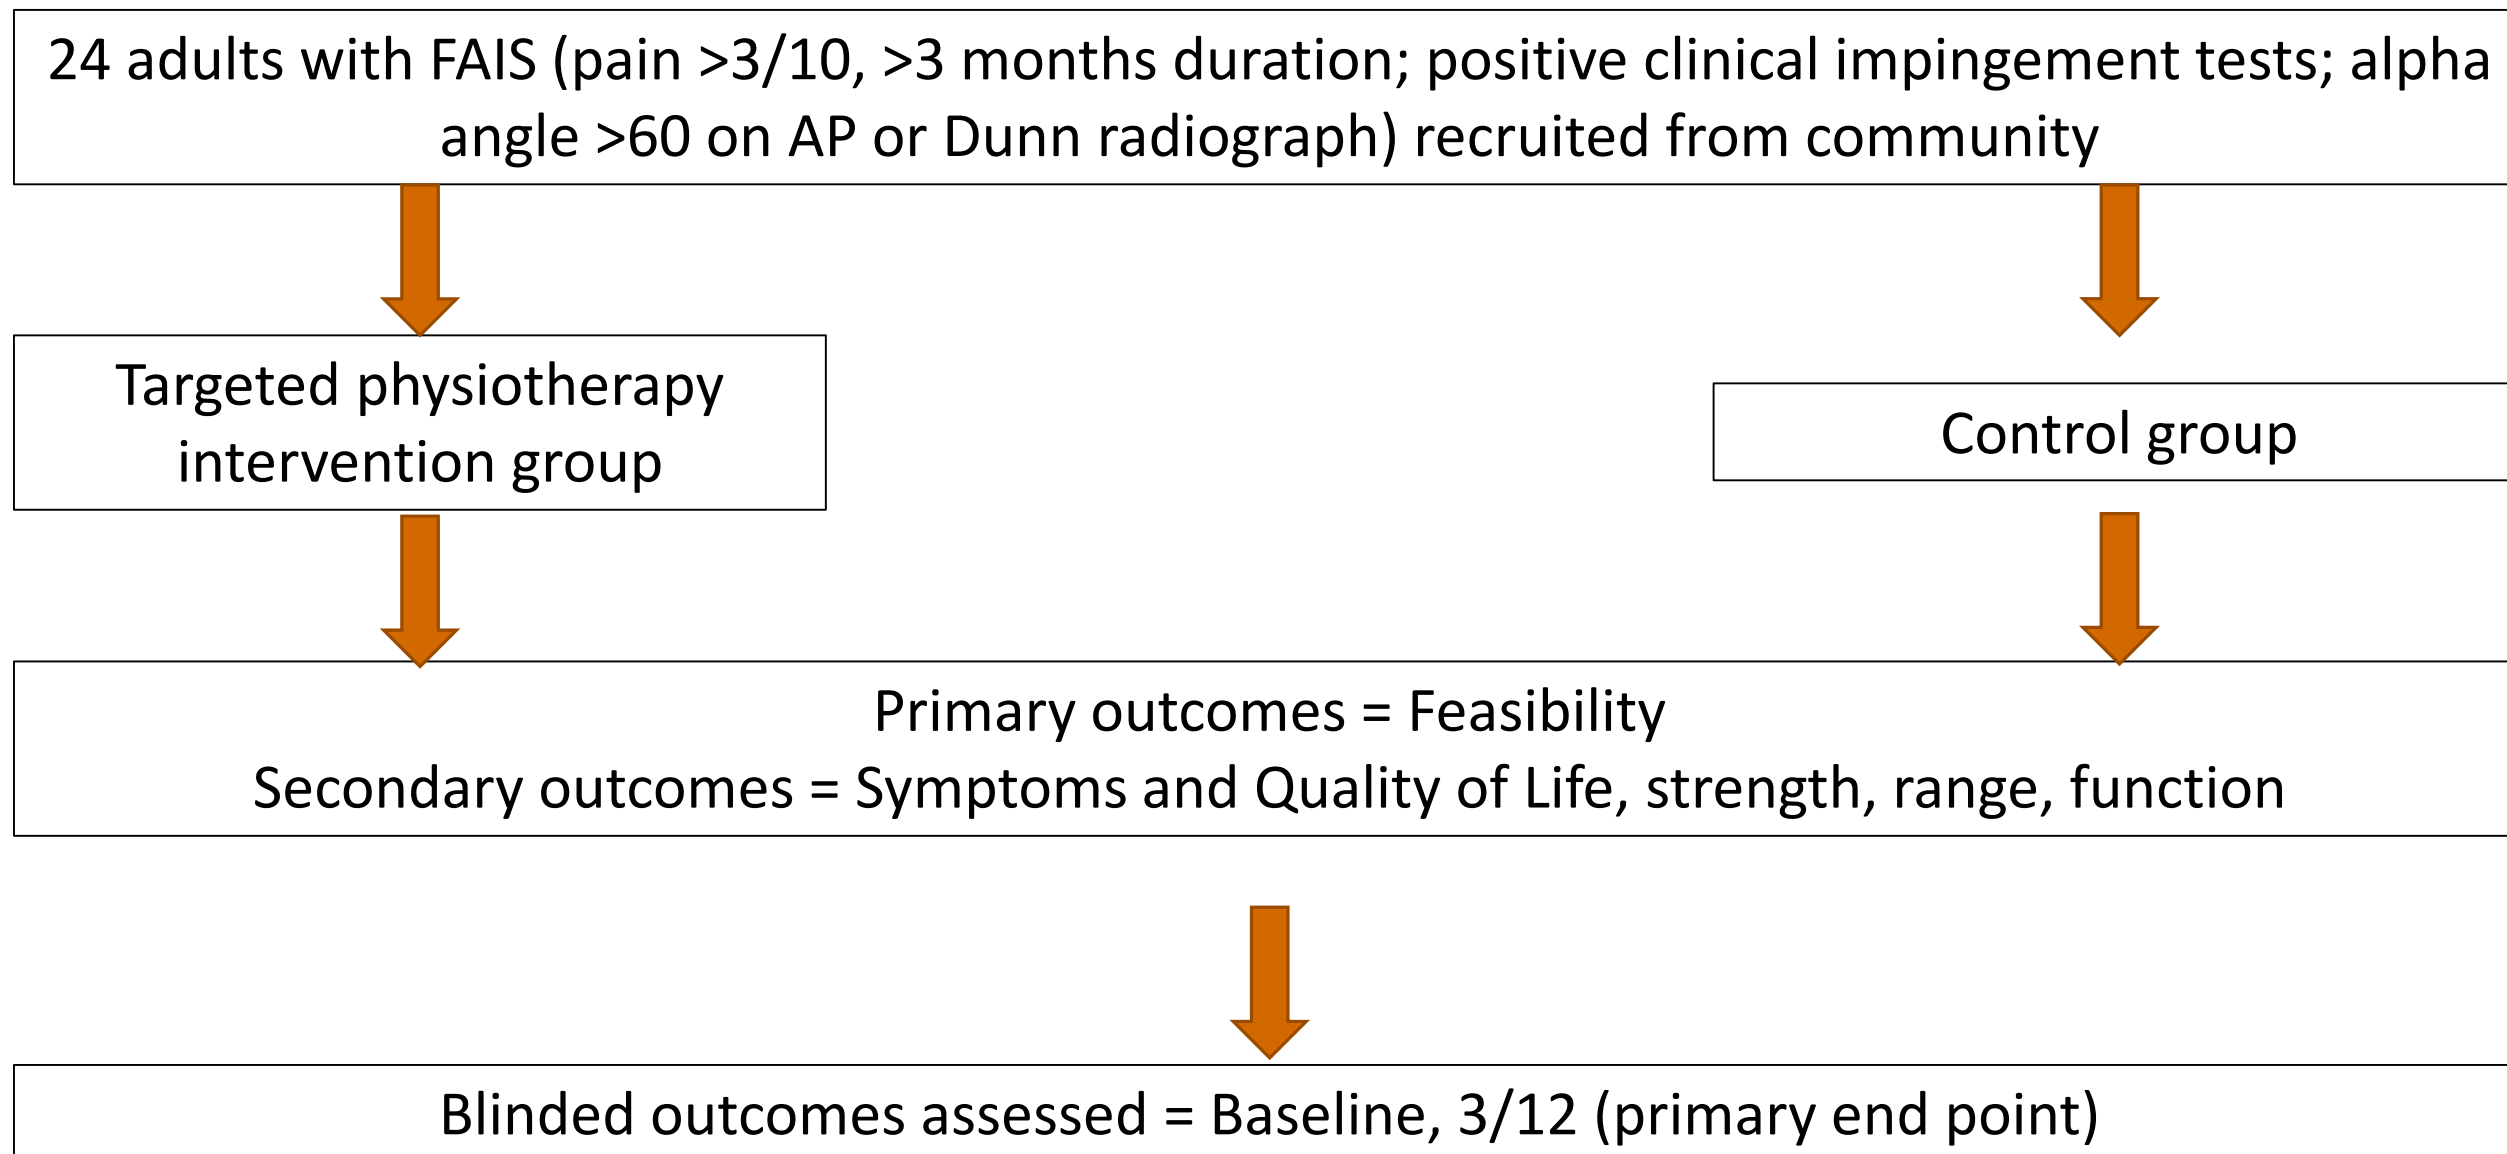 24 adults with FAIS (pain >3/10, >3 months duration; positive clinical impingement tests; alpha
angle >60 on AP or Dunn radiograph) recruited from community
Targeted physiotherapy
intervention group
Control group
Primary outcomes = Feasibility
Secondary outcomes = Symptoms and Quality of Life, strength, range, function
Blinded outcomes assessed = Baseline, 3/12 (primary end point)